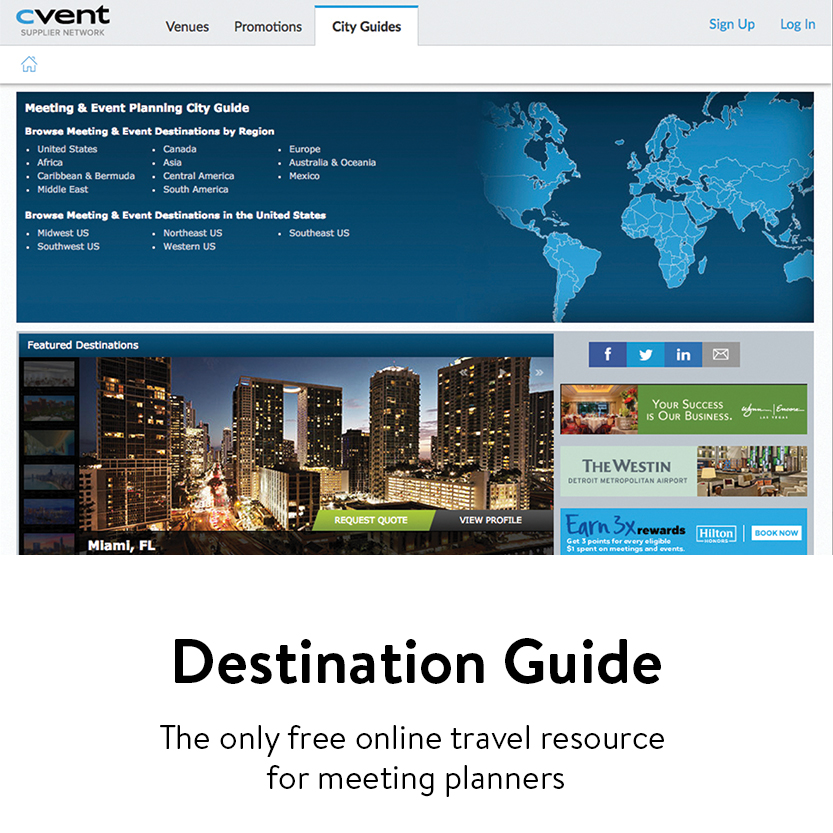 cvent
SUPPLIER NETWORK
Venues Promotions City Guides Sign Up Log In
Meeting & Event Planning City Guide
Browse Meeting & Event Destinations by Region
• United States • Canada • Europe
• Africa • Asia • Australia & Oceania
• Caribbean & Bermuda • Central America • Mexico
• Middle East • South America
Browse Meeting & Event Destinations in the United States
• Midwest US • Northeast US • Southeast US
• Southwest US • Western US
Featured Destinations
REQUEST QUOTE VIEW PROFILE
Miami, FL
f in
YOUR SUCCESS
IS OUR BUSINESS.
Wynn | Encore
LAS VEGAS
THE WESTIN
DETROIT METROPOLITAN AIRPORT
Earn 3x rewards
Get 3 points for every eligible
$1 spent on meetings and events.
Hilton
HONORS
BOOK NOW
Destination Guide
The only free online travel resource
for meeting planners